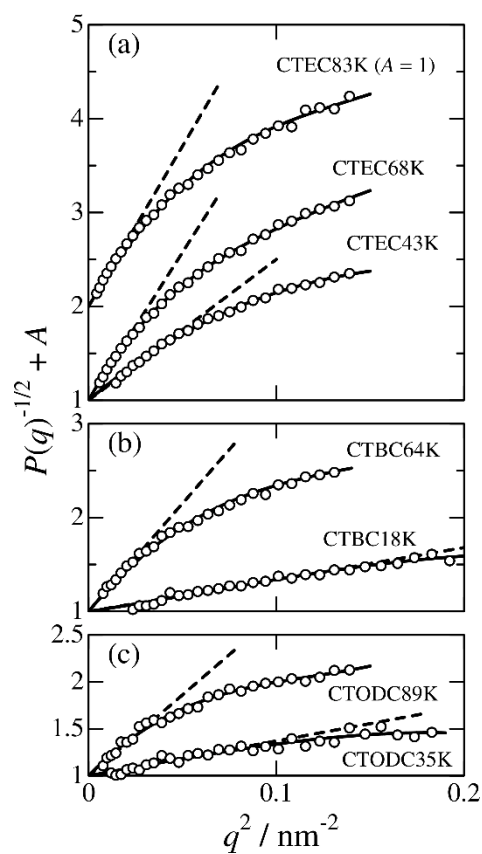 (a)
CTEC83K (A = 1)
5
4
CTEC68K
3
CTEC43K
2
1
P(q)^{-1/2} + A
3
(b)
CTBC64K
2
CTBC18K
1
2.5
(c)
2
CTODC89K
1.5
CTODC35K
1
0
0.1
0.2
q^2 / nm^{-2}